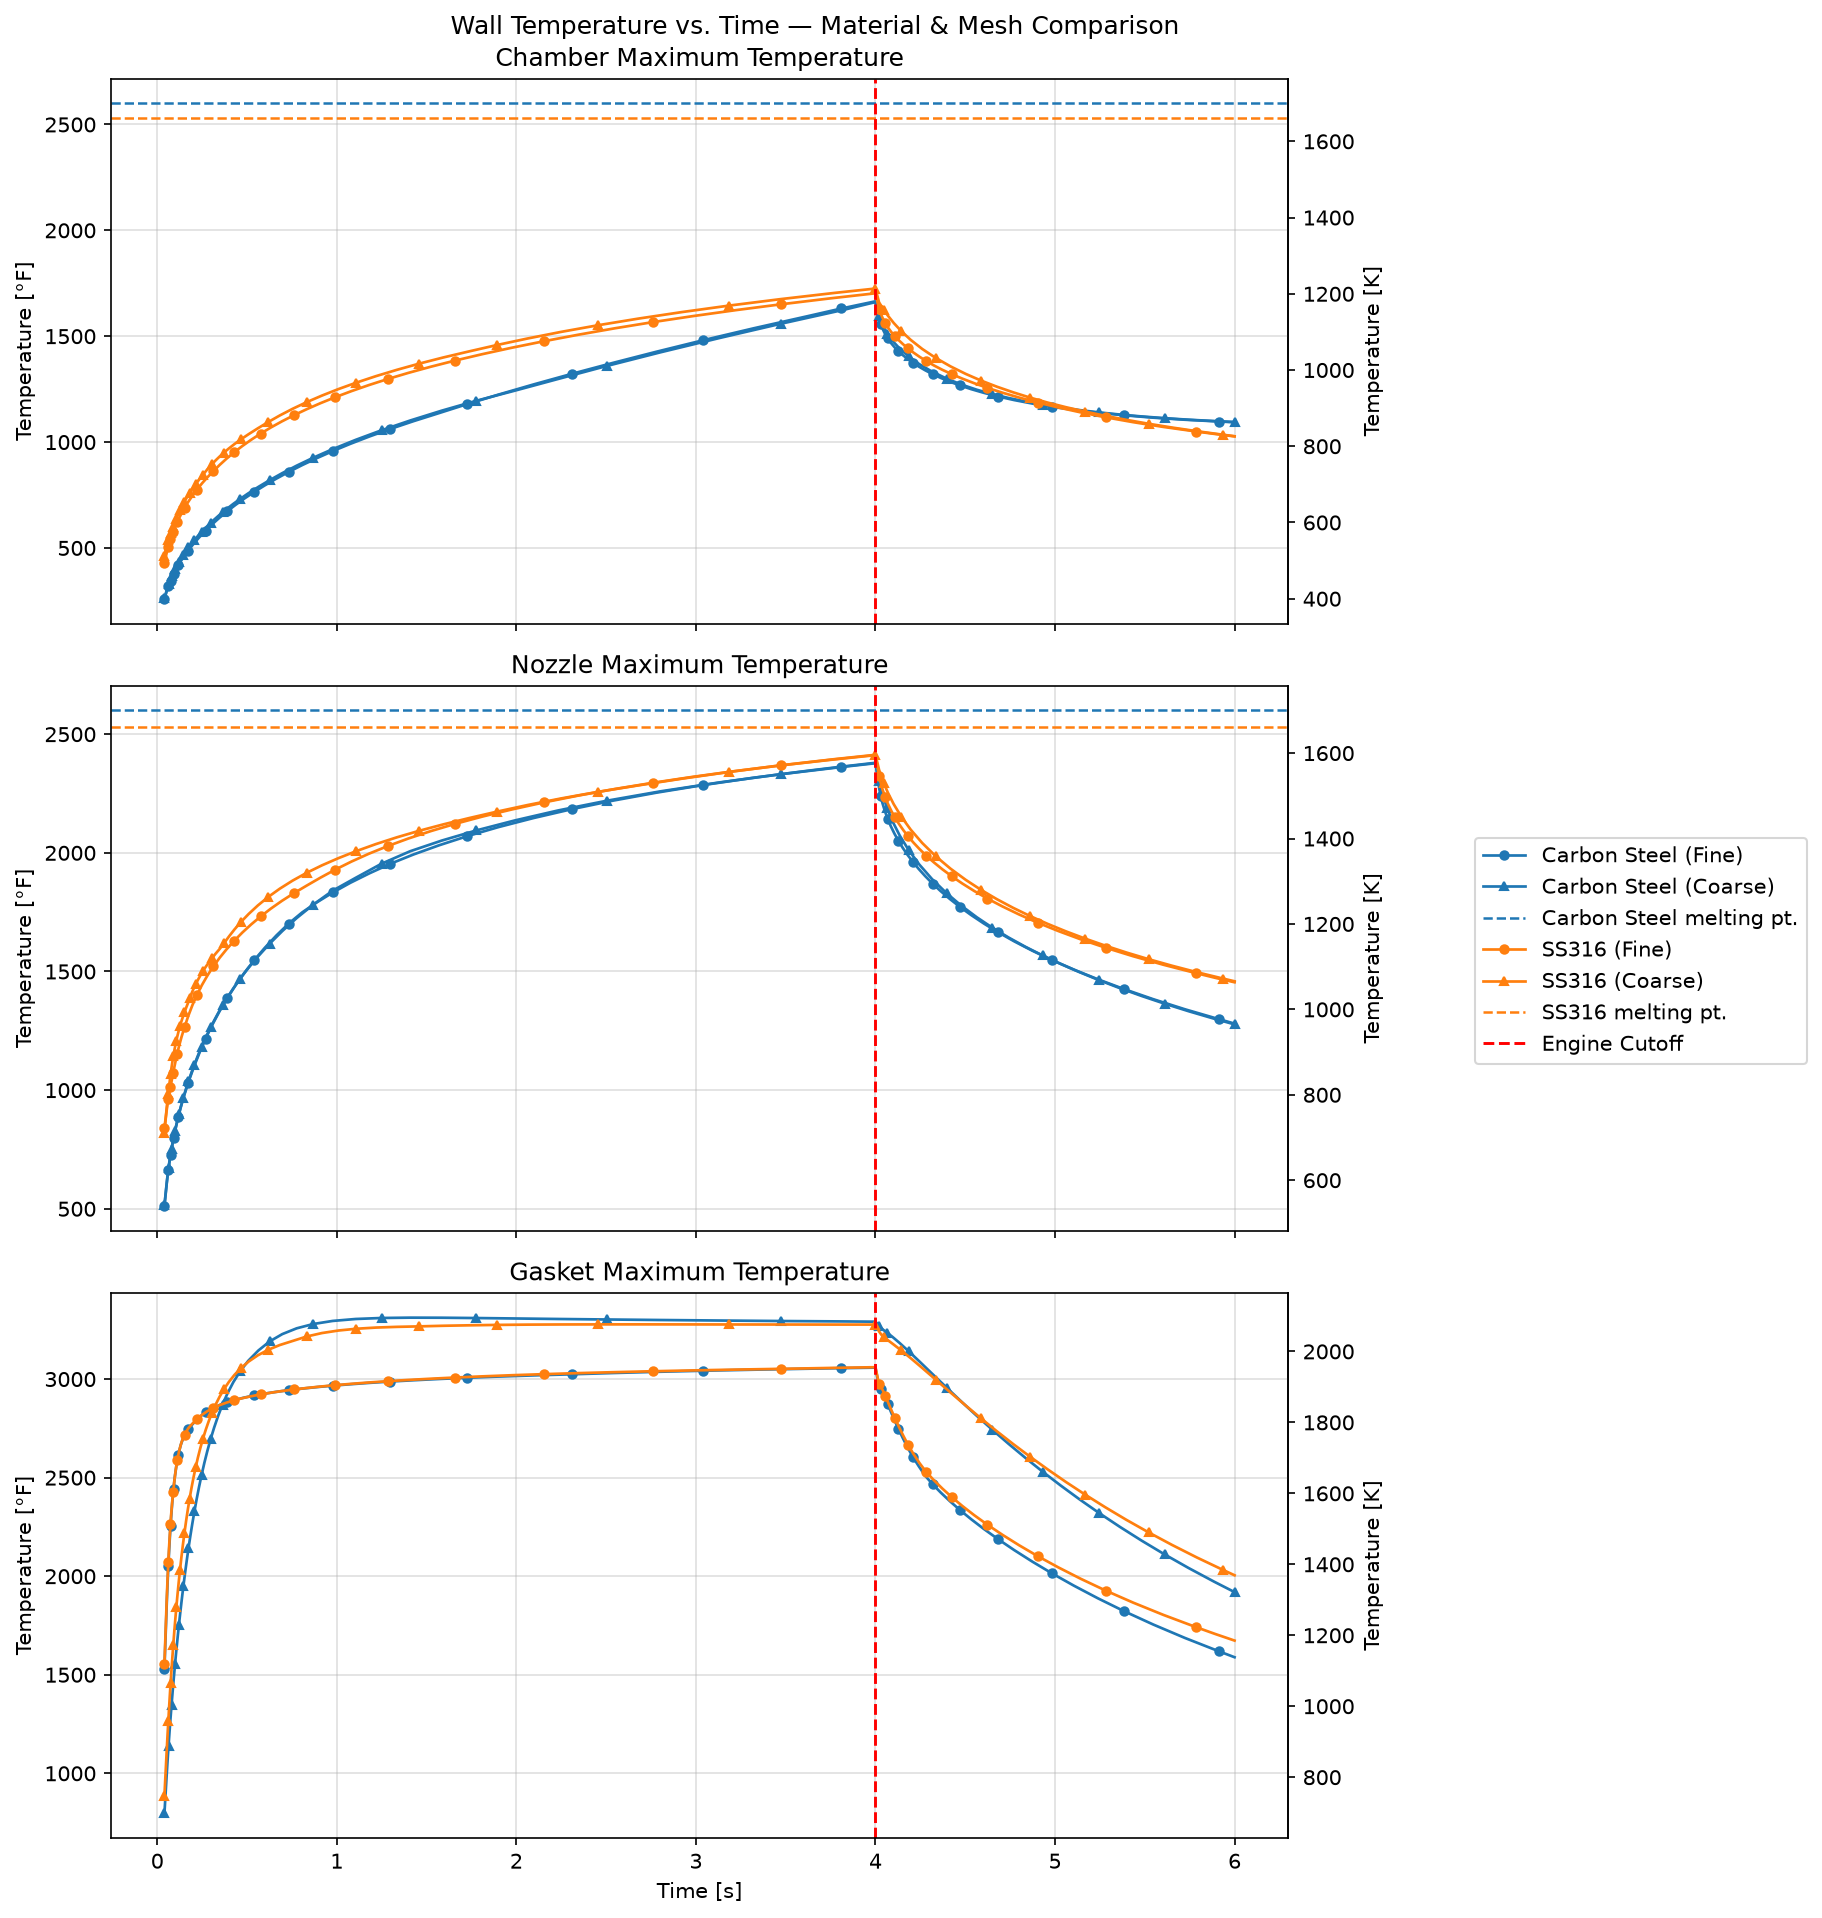 Wall Temperature vs. Time — Material & Mesh Comparison
Chamber Maximum Temperature
Temperature [°F]
2500
2000
1500
1000
500
1600
1400
1200
1000
800
600
400
Temperature [K]
Nozzle Maximum Temperature
Temperature [°F]
2500
2000
1500
1000
500
1600
1400
1200
1000
800
600
Temperature [K]
Carbon Steel (Fine)
Carbon Steel (Coarse)
Carbon Steel melting pt.
SS316 (Fine)
SS316 (Coarse)
SS316 melting pt.
Engine Cutoff
Gasket Maximum Temperature
Temperature [°F]
3000
2500
2000
1500
1000
2000
1800
1600
1400
1200
1000
800
Temperature [K]
0 1 2 3 4 5 6
Time [s]